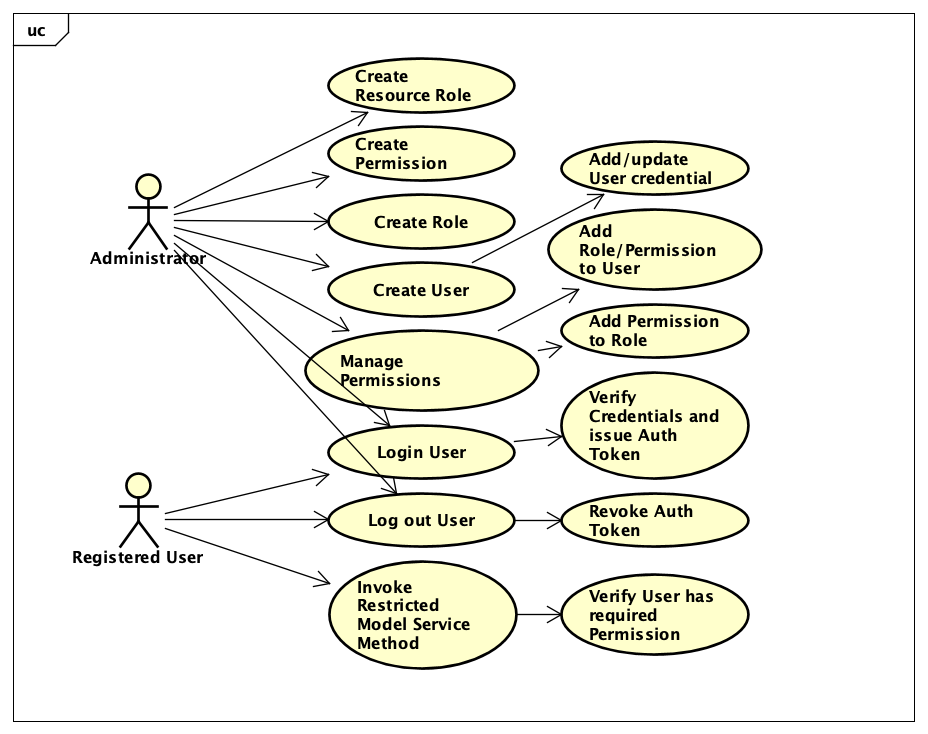 uc
Create
Resource Role
Create
Permission
Create Role
Create User
Manage
Permissions
Login User
Log out User
Invoke
Restricted
Model Service
Method
Administrator
Registered User
Add/update
User credential
Add
Role/Permission
to User
Add Permission
to Role
Verify
Credentials and
issue Auth
Token
Revoke Auth
Token
Verify User has
required
Permission